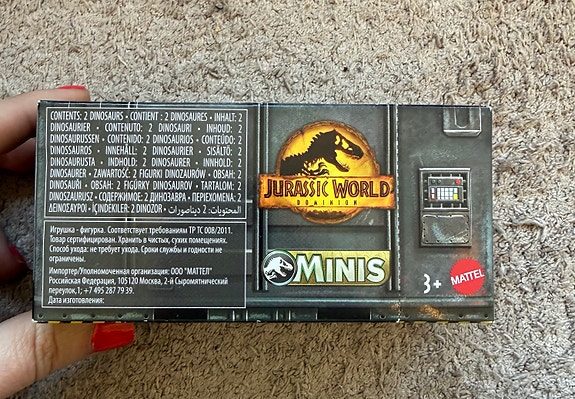 CONTENTS: 2 DINOSAURS • CONTIENT : 2 DINOSAURES • INHALT: 2
DINOSAURIER • CONTENUTO: 2 DINOSAURI • INHOUD: 2
DINOSAURUSSEN • CONTENIDO: 2 DINOSAURIOS • CONTEÚDO: 2
DINOSSAUROS • INNEHÅLL: 2 DINOSAURIER • SISÄLTÖ: 2
DINOSAURUSTA • INDHOLD: 2 DINOSAURER • INNHOLD: 2
DINOSAURER • ZAWARTOŚĆ: 2 FIGURKI DINOZAURÓW • OBSAH: 2
DINOSAUŘI • OBSAH: 2 FIGÚRKY DINOSAUROV • TARTALOM: 2
DINOSZAURUSZ • СОДЕРЖИМОЕ: 2 ДИНОЗАВРА • ΠΕΡΙΕΧΟΜΕΝΑ: 2
ΔΕΙΝΟΣΑΥΡΟΙ • İÇİNDEKİLER: 2 DINOZOR • المحتويات: 2 ديناصورات
Игрушка - фигурка. Соответствует требованиям ТР ТС 008/2011.
Товар сертифицирован. Хранить в чистых, сухих помещениях.
Способ ухода: не требует ухода. Сроки службы и годности не
ограничены.
Импортер/Уполномоченная организация: ООО "МАТТЕЛ"
Российская Федерация, 105120 Москва, 2-й Сыромятнический
переулок,1; +7 495 287 79 39.
Дата изготовления:
JURASSIC WORLD
DOMINION
MINIS
3+
MATTEL